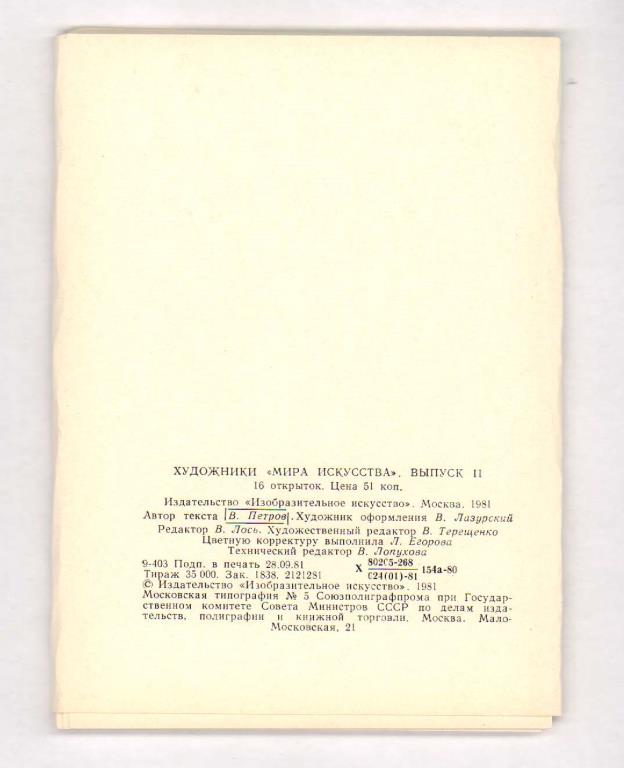 ХУДОЖНИКИ «МИРА ИСКУССТВА». ВЫПУСК II
16 открыток. Цена 51 коп.
Издательство «Изобразительное искусство». Москва. 1981
Автор текста В. Петров. Художник оформления В. Лазурский
Редактор В. Лось. Художественный редактор В. Терещенко
Цветную корректуру выполнила Л. Егорова
Технический редактор В. Лопухова
9-403 Подп. в печать 28.09.81
Тираж 35 000. Зак. 1838. 2121281
X 80205-268 154а-80
024(01)-81
© Издательство «Изобразительное искусство». 1981
Московская типография № 5 Союзполиграфпрома при Государ-
ственном комитете Совета Министров СССР по делам изда-
тельств, полиграфии и книжной торговли. Москва. Мало-
Московская, 21